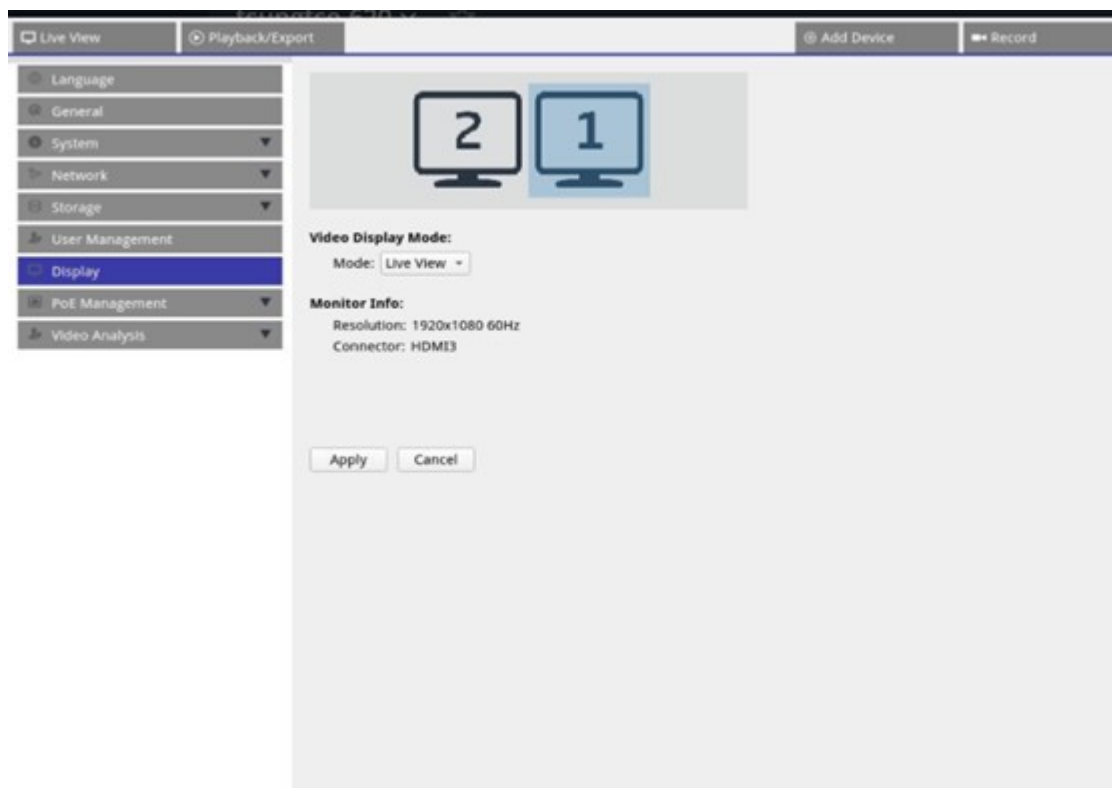 Live View
Playback/Export
Add Device
Record
Language
General
System
Network
Storage
User Management
Display
PoE Management
Video Analysis
2
1
Video Display Mode:
Mode: Live View
Monitor Info:
Resolution: 1920x1080 60Hz
Connector: HDMI3
Apply
Cancel